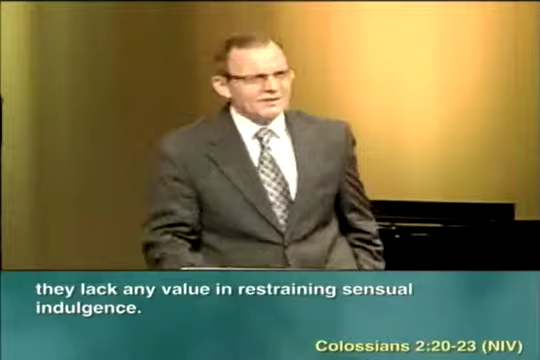 they lack any value in restraining sensual
indulgence.
Colossians 2:20-23 (NIV)